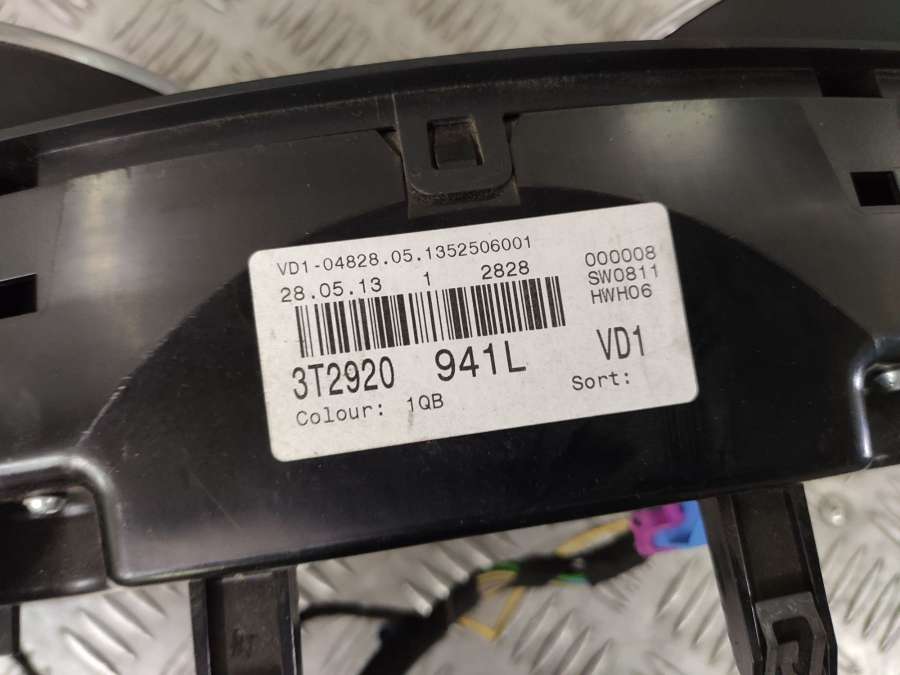 VD1-04828.05.1352506001
28.05.13 1 2828
000008
SW0811
HWH06
3T2920 941L VD1
Colour: 1QB Sort: